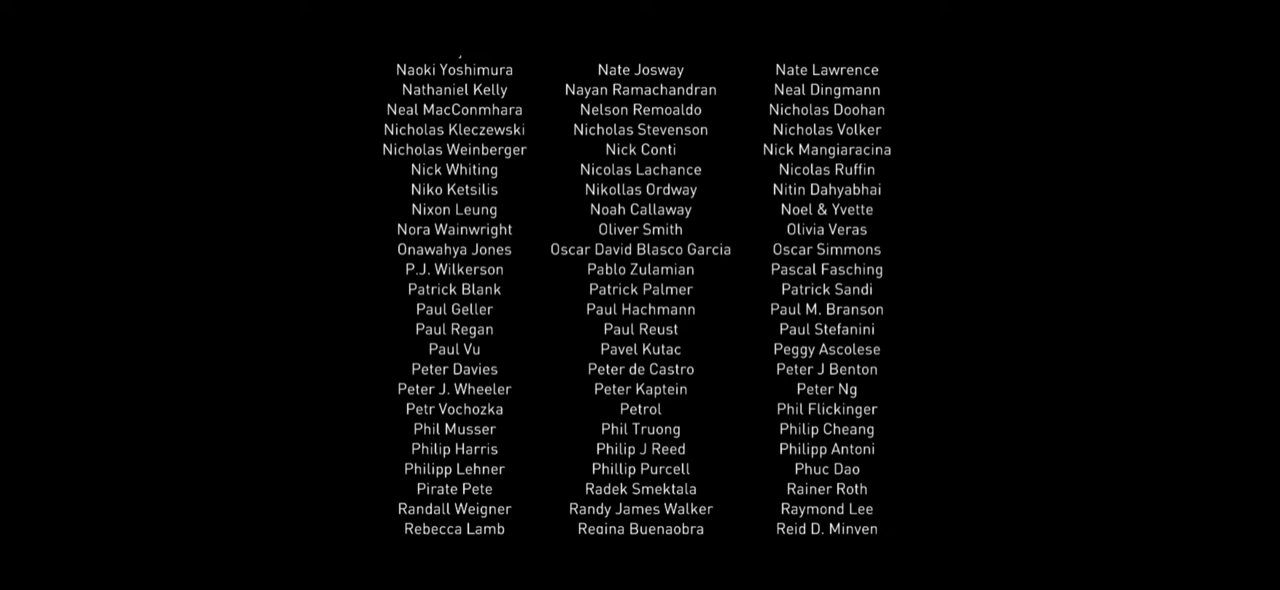 Naoki Yoshimura Nate Josway Nate Lawrence
Nathaniel Kelly Nayan Ramachandran Neal Dingmann
Neal MacConmhara Nelson Remoaldo Nicholas Doohan
Nicholas Kleczewski Nicholas Stevenson Nicholas Volker
Nicholas Weinberger Nick Conti Nick Mangiaracina
Nick Whiting Nicolas Lachance Nicolas Ruffin
Niko Ketsilis Nikollas Ordway Nitin Dahyabhai
Nixon Leung Noah Callaway Noel & Yvette
Nora Wainwright Oliver Smith Olivia Veras
Onawahya Jones Oscar David Blasco Garcia Oscar Simmons
P.J. Wilkerson Pablo Zulamian Pascal Fasching
Patrick Blank Patrick Palmer Patrick Sandi
Paul Geller Paul Hachmann Paul M. Branson
Paul Regan Paul Reust Paul Stefanini
Paul Vu Pavel Kutac Peggy Ascolese
Peter Davies Peter de Castro Peter J Benton
Peter J. Wheeler Peter Kaptein Peter Ng
Petr Vochozka Petrol Phil Flickinger
Phil Musser Phil Truong Philip Cheang
Philip Harris Philip J Reed Philipp Antoni
Philipp Lehner Phillip Purcell Phuc Dao
Pirate Pete Radek Smektala Rainer Roth
Randall Weigner Randy James Walker Raymond Lee
Rebecca Lamb Regina Buenaobra Reid D. Minven